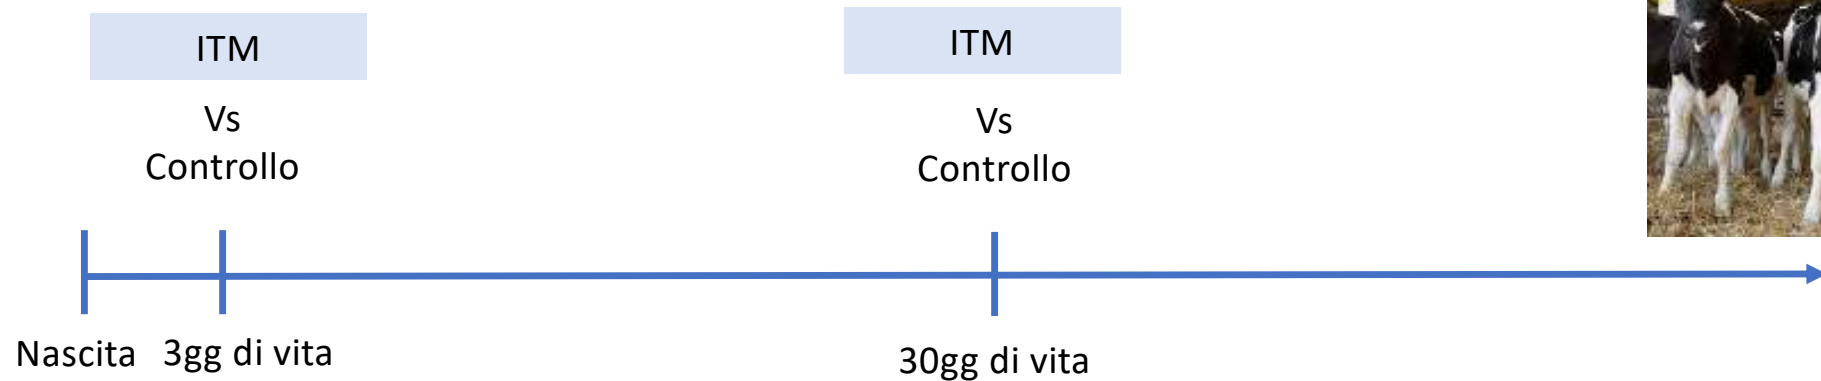 ITM
Vs
Controllo
ITM
Vs
Controllo
Nascita
3gg di vita
30gg di vita